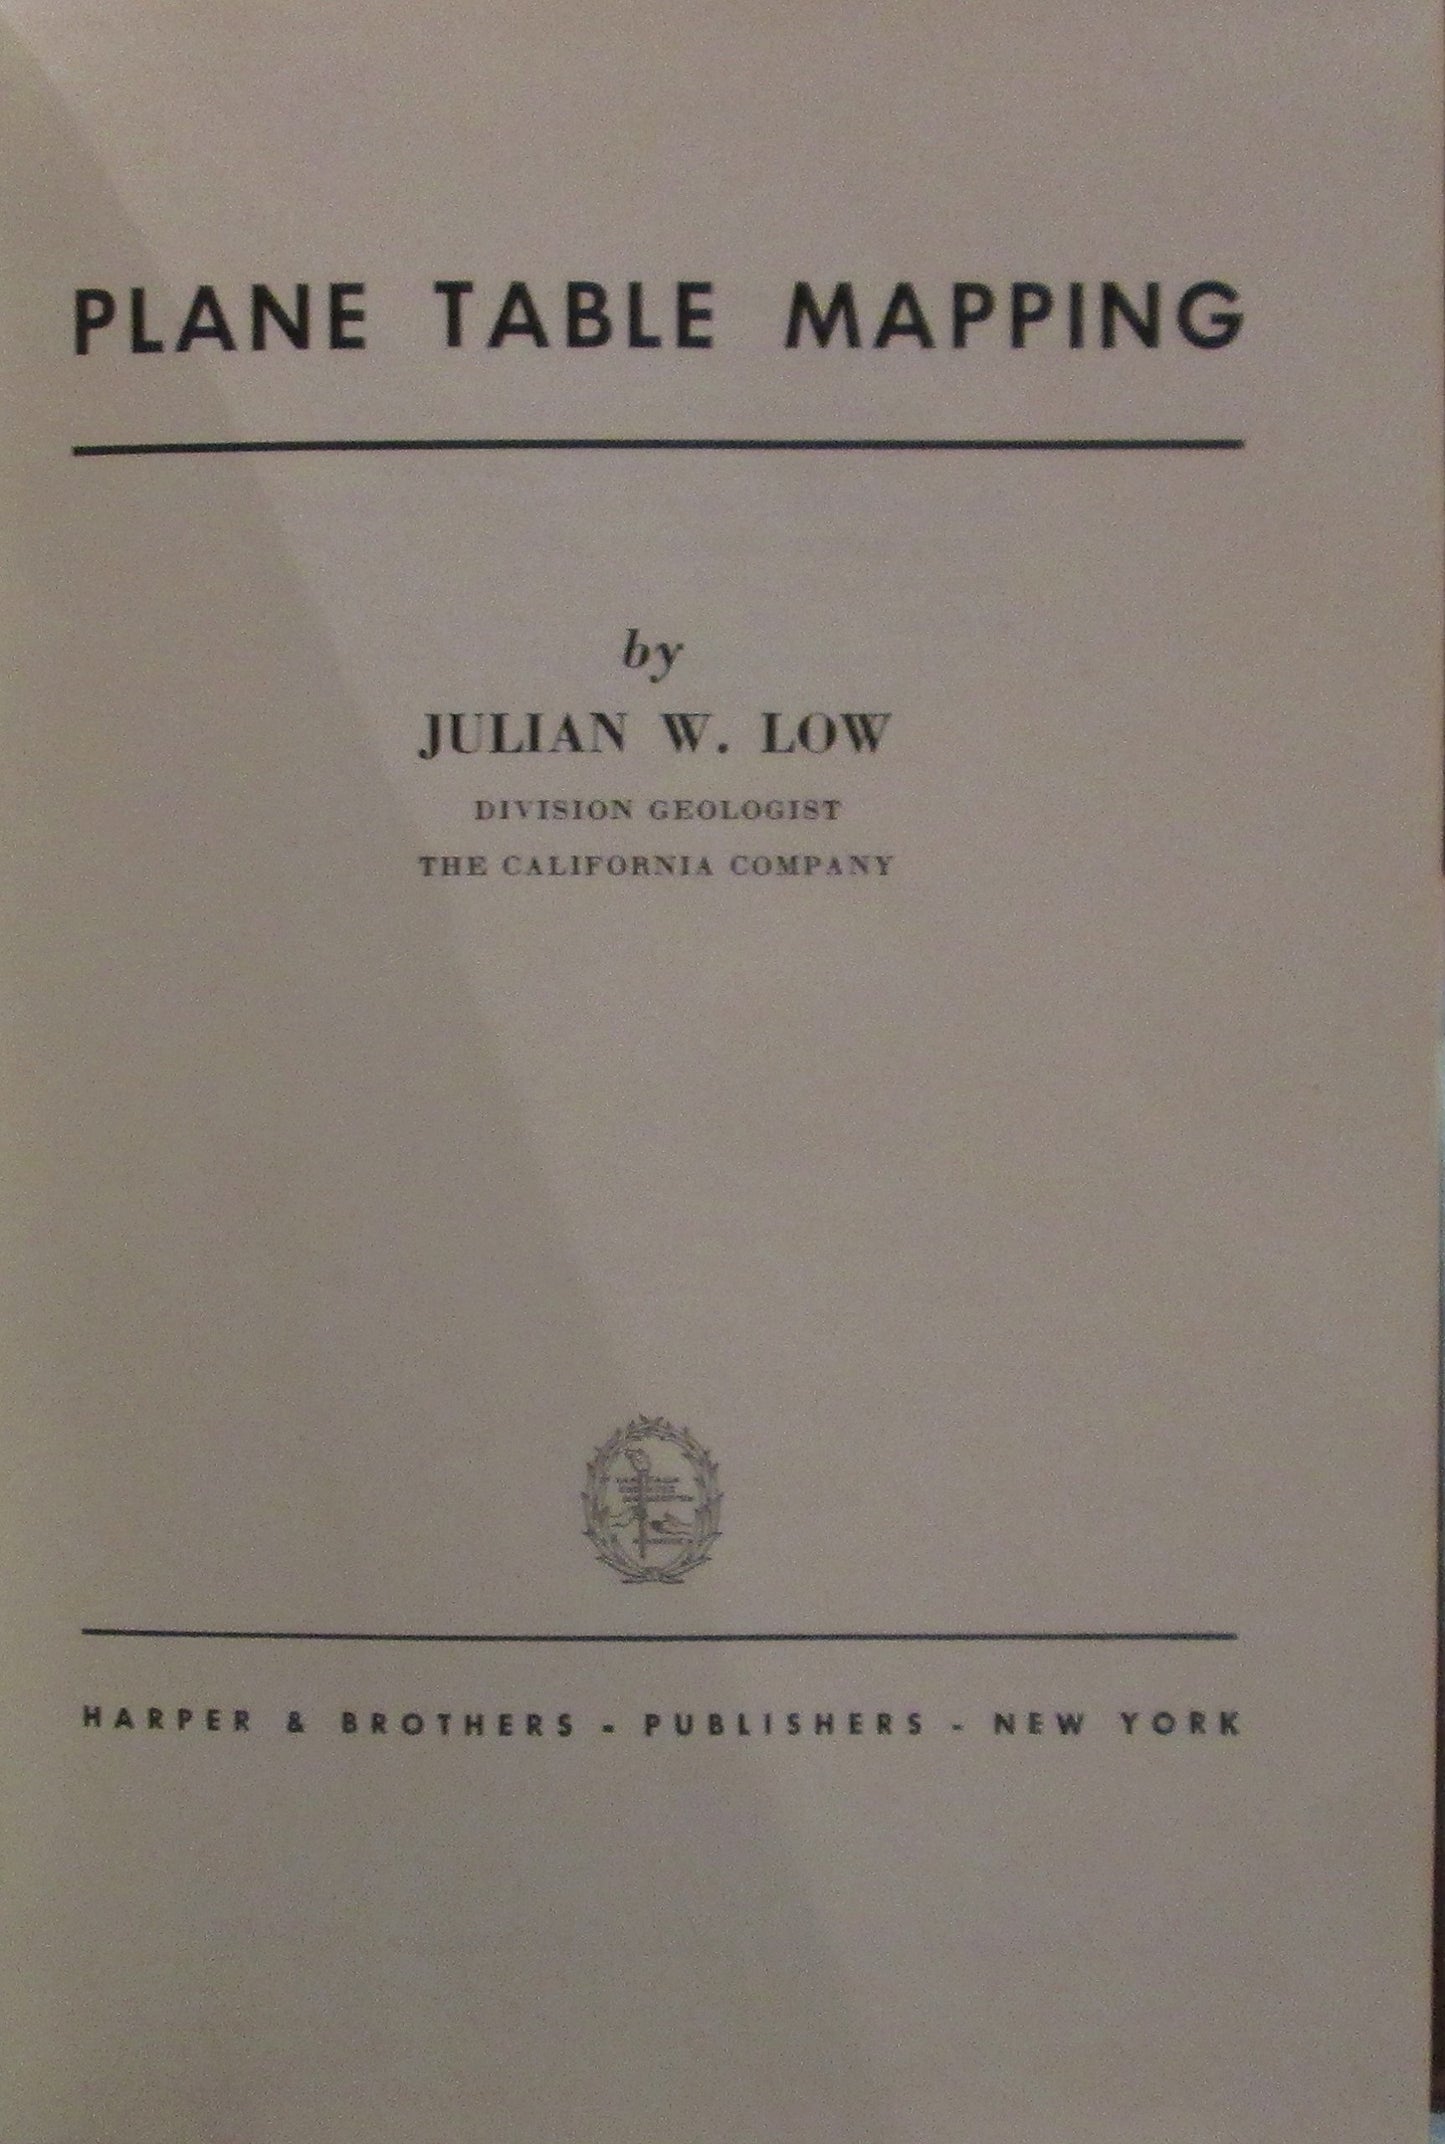 PLANE TABLE MAPPING
by
JULIAN W. LOW
DIVISION GEOLOGIST
THE CALIFORNIA COMPANY
HARPER & BROTHERS - PUBLISHERS - NEW YORK